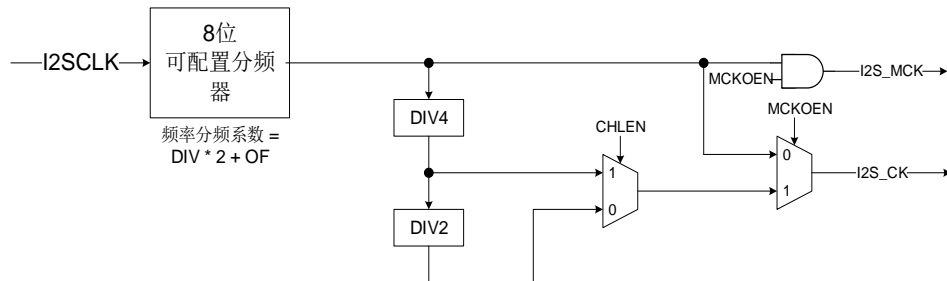 I2SCLK
8位
可配置分频
器
频率分频系数 =
DIV * 2 + OF
DIV4
DIV2
CHLEN
1
0
MCKOEN
I2S_MCK
MCKOEN
0
1
I2S_CK